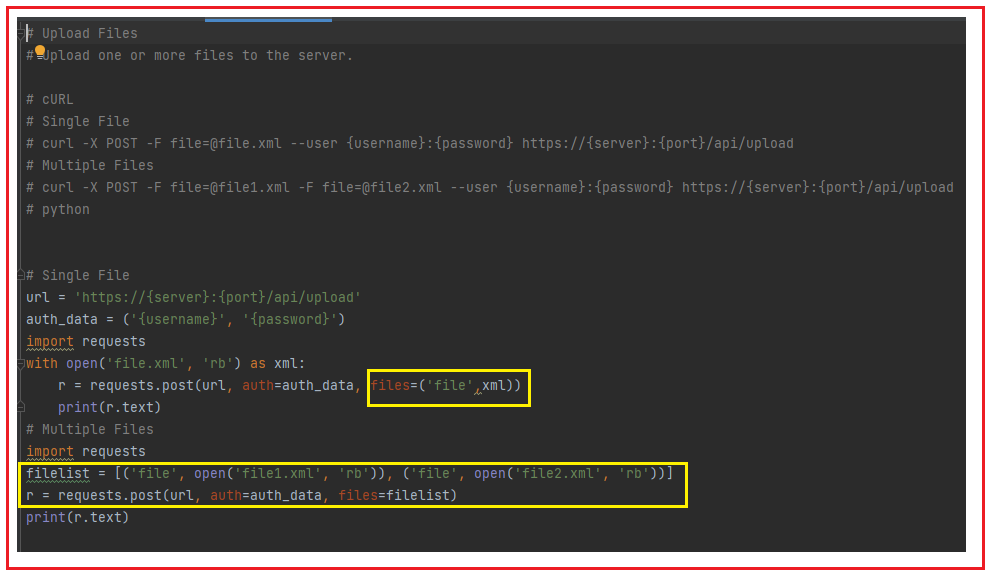 # Upload Files
# Upload one or more files to the server.
# cURL
# Single File
# curl -X POST -F file=@file.xml --user {username}:{password} https://{server}:{port}/api/upload
# Multiple Files
# curl -X POST -F file=@file1.xml -F file=@file2.xml --user {username}:{password} https://{server}:{port}/api/upload
# python
# Single File
url = 'https://{server}:{port}/api/upload'
auth_data = ('{username}', '{password}')
import requests
with open('file.xml', 'rb') as xml:
    r = requests.post(url, auth=auth_data, files=('file',xml))
    print(r.text)
# Multiple Files
import requests
filelist = [('file', open('file1.xml', 'rb')), ('file', open('file2.xml', 'rb'))]
r = requests.post(url, auth=auth_data, files=filelist)
print(r.text)